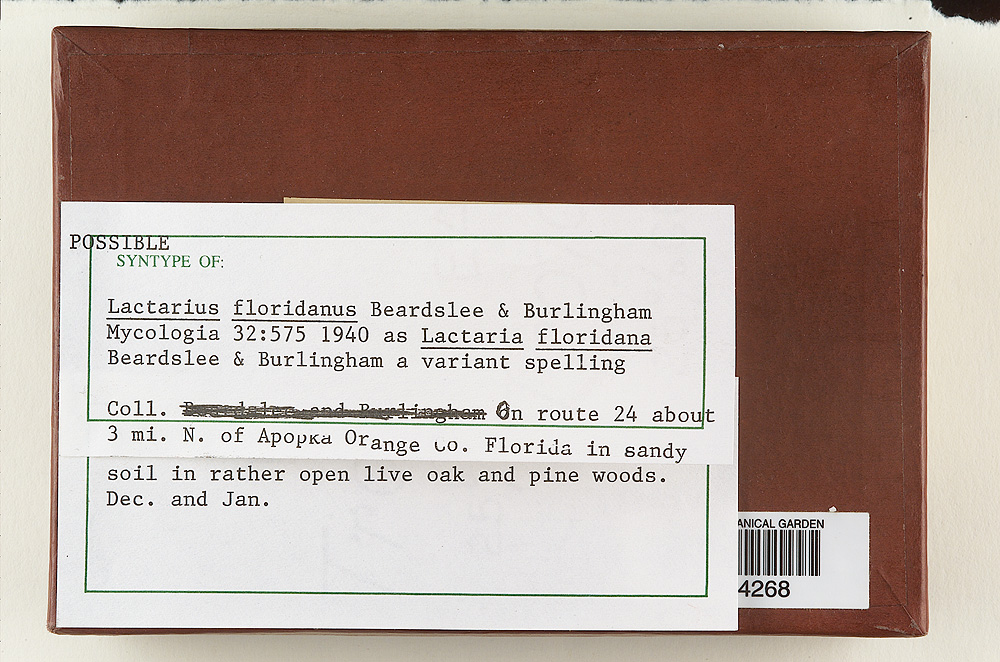 POSSIBLE
SYNTYPE OF:
Lactarius floridanus Beardslee & Burlingham
Mycologia 32:575 1940 as Lactaria floridana
Beardslee & Burlingham a variant spelling
Coll. On route 24 about
3 mi. N. of Apopka Orange Co. Florida in sandy
soil in rather open live oak and pine woods.
Dec. and Jan.
ANICAL GARDEN
4268